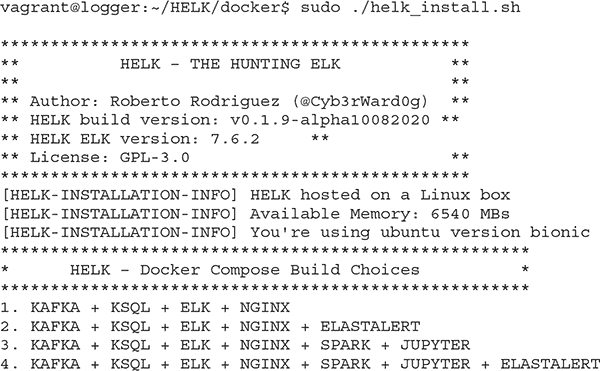 vagrant@logger:~/HELK/docker$ sudo ./helk_install.sh
***********************************************
** HELK – THE HUNTING ELK **
** **
** Author: Roberto Rodriguez (@Cyb3rWard0g) **
** HELK build version: v0.1.9-alpha10082020 **
** HELK ELK version: 7.6.2 **
** License: GPL-3.0 **
***********************************************
[HELK-INSTALLATION-INFO] HELK hosted on a Linux box
[HELK-INSTALLATION-INFO] Available Memory: 6540 MBs
[HELK-INSTALLATION-INFO] You're using ubuntu version bionic
*****************************************************
* HELK – Docker Compose Build Choices *
*****************************************************
1. KAFKA + KSQL + ELK + NGINX
2. KAFKA + KSQL + ELK + NGINX + ELASTALERT
3. KAFKA + KSQL + ELK + NGINX + SPARK + JUPYTER
4. KAFKA + KSQL + ELK + NGINX + SPARK + JUPYTER + ELASTALERT